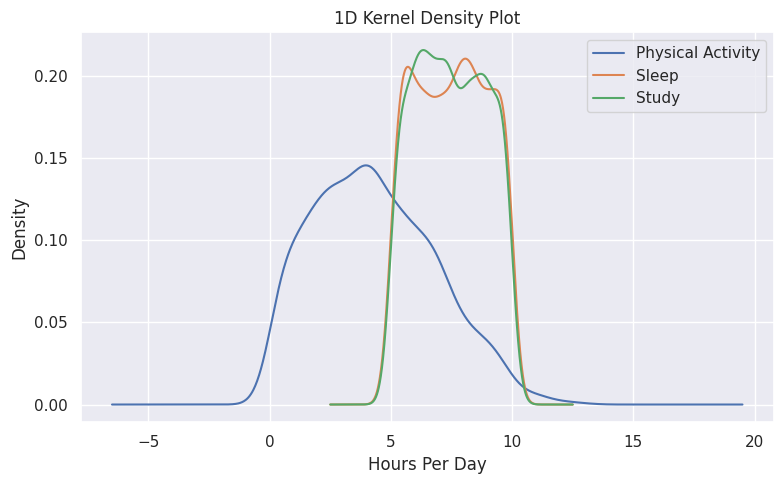 1D Kernel Density Plot
Physical Activity
Sleep
Study
Density
0.20
0.15
0.10
0.05
0.00
−5
0
5
10
15
20
Hours Per Day